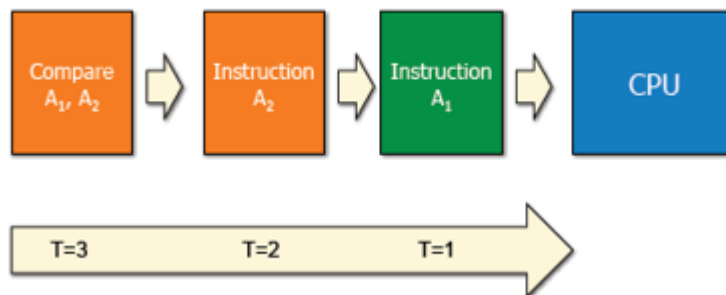 Compare
A₁, A₂
Instruction
A₂
Instruction
A₁
CPU
T=3
T=2
T=1